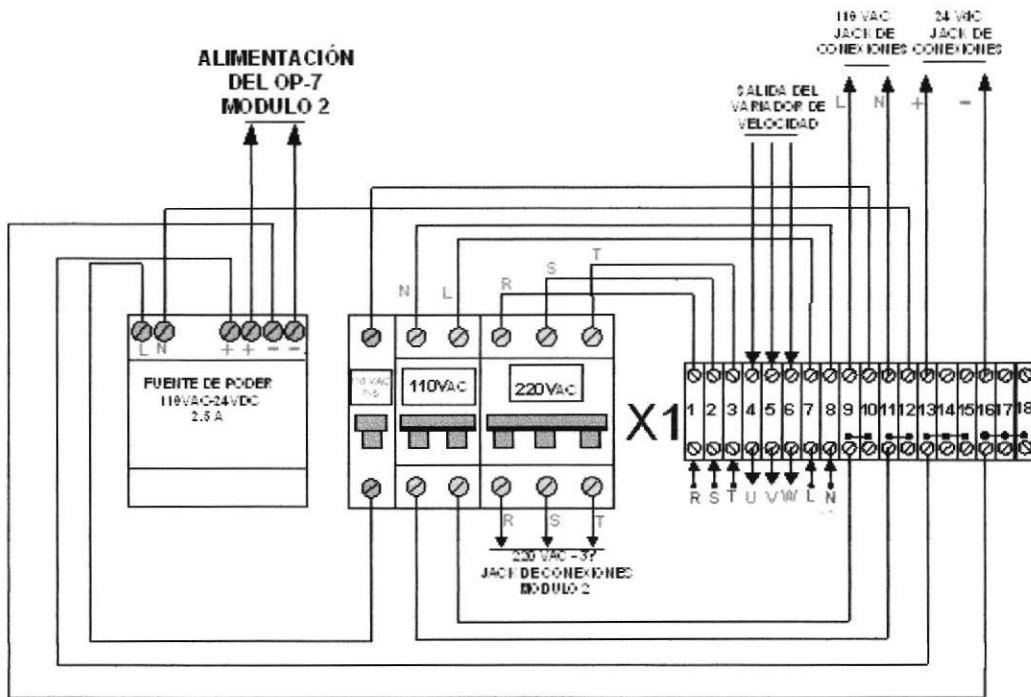 110 VAC
JACK DE
CONEXIONES
24 VDC
JACK DE
CONEXIONES
ALIMENTACIÓN
DEL OP-7
MODULO 2
SALIDA DEL
VARIADOR DE
VELOCIDAD
L N + -
N L R S T
L N + + - -
FUENTE DE PODER
110VAC-24VDC
2.5 A
110 VAC
110VAC
220VAC
X1
1 2 3 4 5 6 7 8 9 10 11 12 13 14 15 16 17 18
R S T U V W L N
R S T
220 VAC - 3?
JACK DE CONEXIONES
MODULO 2